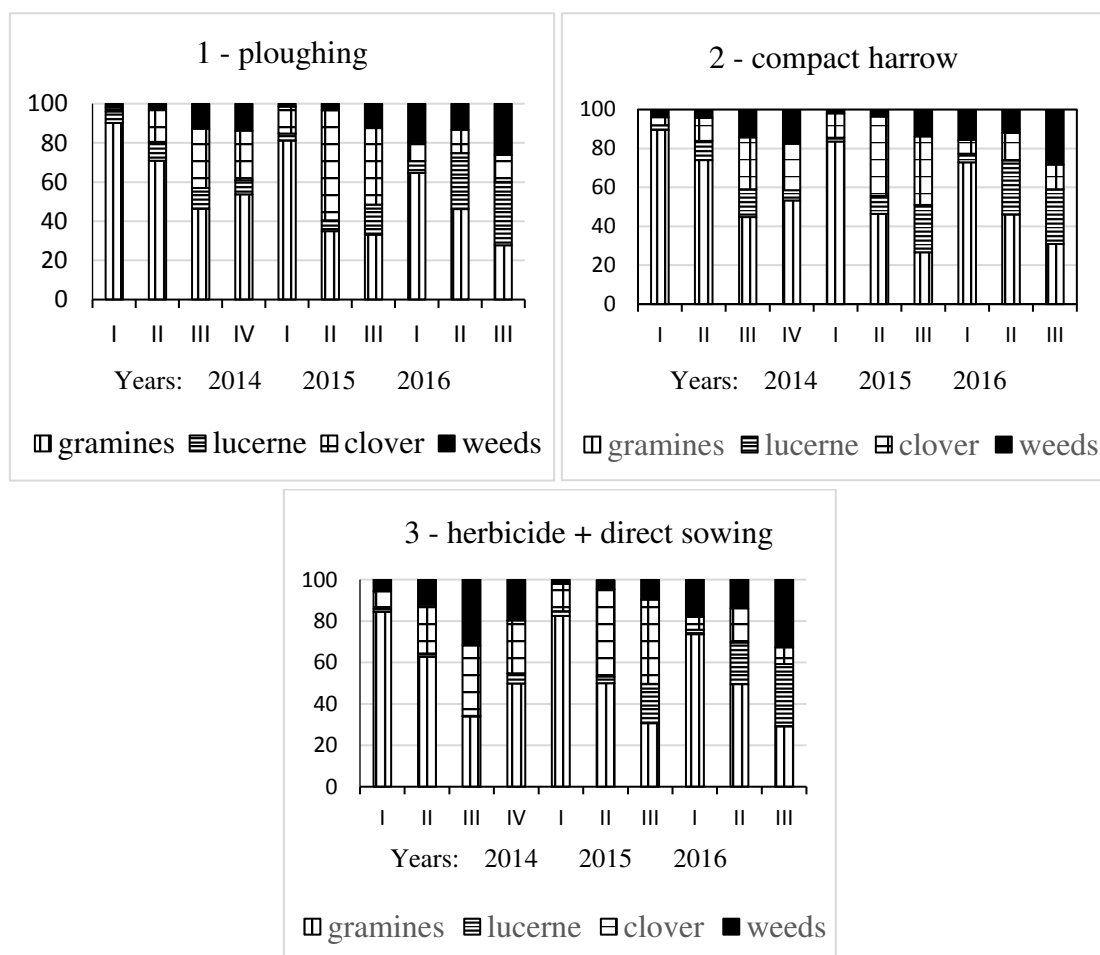 1 - ploughing
100
80
60
40
20
0
I II III IV I II III I II III
Years: 2014 2015 2016
gramines lucerne clover weeds
2 - compact harrow
100
80
60
40
20
0
I II III IV I II III I II III
Years: 2014 2015 2016
gramines lucerne clover weeds
3 - herbicide + direct sowing
100
80
60
40
20
0
I II III IV I II III I II III
Years: 2014 2015 2016
gramines lucerne clover weeds